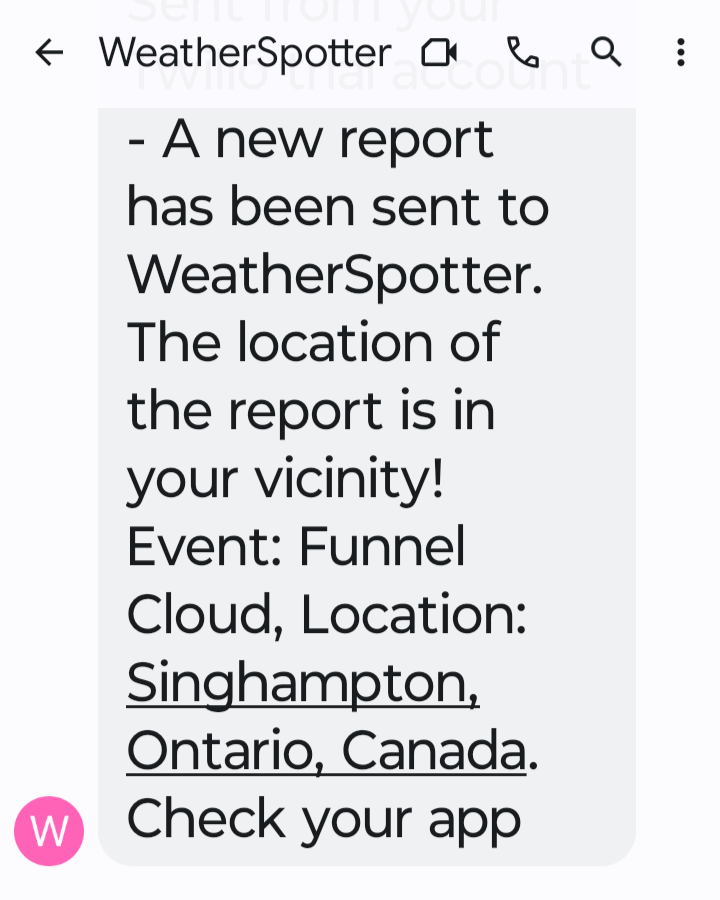 Sent from your
WeatherSpotter
Twilio trial account
- A new report
has been sent to
WeatherSpotter.
The location of
the report is in
your vicinity!
Event: Funnel
Cloud, Location:
Singhampton,
Ontario, Canada.
Check your app
W